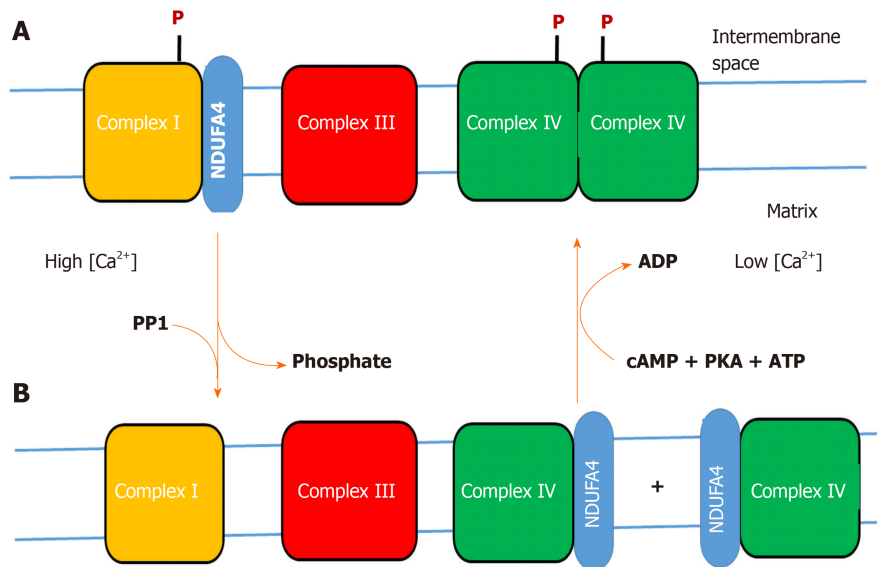 A
P
P
P
Intermembrane
space
Complex I
NDUFA4
Complex III
Complex IV
Complex IV
Matrix
High [Ca²⁺]
ADP
Low [Ca²⁺]
PP1
Phosphate
cAMP + PKA + ATP
B
Complex I
Complex III
Complex IV
NDUFA4
+
NDUFA4
Complex IV